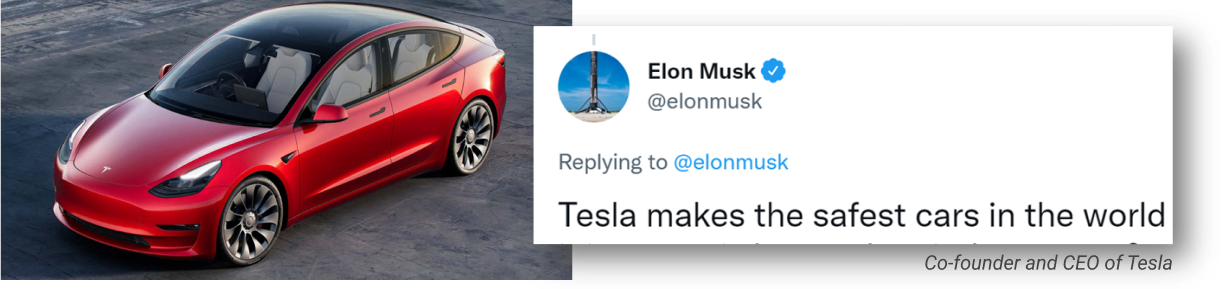 Elon Musk
@elonmusk
Replying to @elonmusk
Tesla makes the safest cars in the world
Co-founder and CEO of Tesla